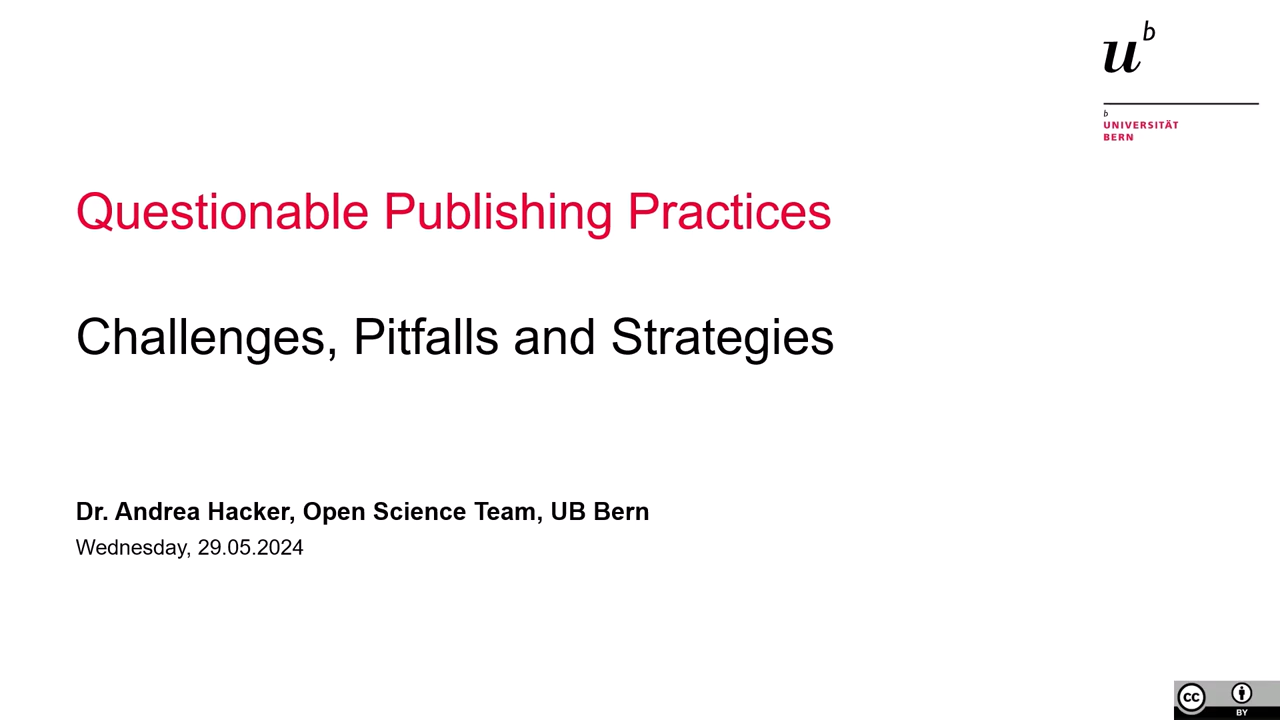 u b
b
UNIVERSITÄT
BERN
Questionable Publishing Practices
Challenges, Pitfalls and Strategies
Dr. Andrea Hacker, Open Science Team, UB Bern
Wednesday, 29.05.2024
cc
BY